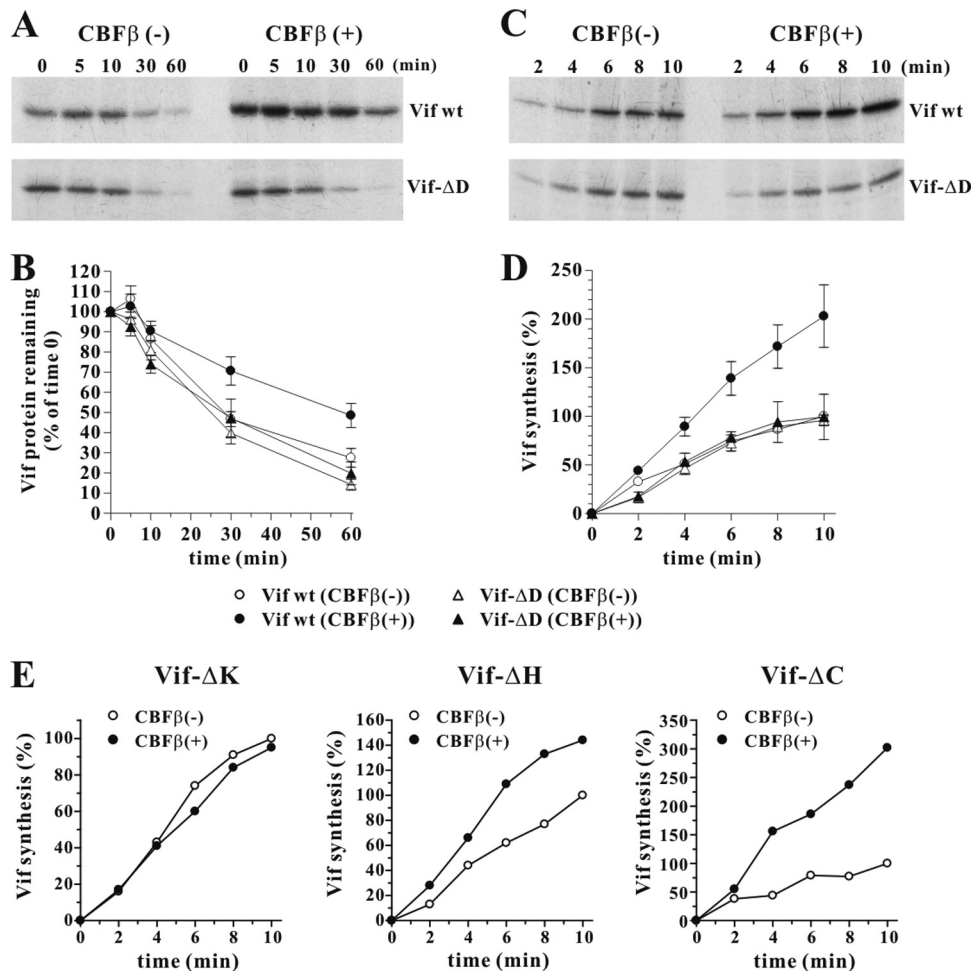 A
CBFβ (-) CBFβ (+)
0 5 10 30 60 0 5 10 30 60 (min)
Vif wt
Vif-ΔD
C
CBFβ(-) CBFβ(+)
2 4 6 8 10 2 4 6 8 10 (min)
Vif wt
Vif-ΔD
B
Vif protein remaining
(% of time 0)
120
110
100
90
80
70
60
50
40
30
20
10
0
0 10 20 30 40 50 60
time (min)
D
Vif synthesis (%)
250
200
150
100
50
0
0 2 4 6 8 10
time (min)
Vif wt (CBFβ(-)) Vif-ΔD (CBFβ(-))
Vif wt (CBFβ(+)) Vif-ΔD (CBFβ(+))
E
Vif-ΔK
CBFβ(-)
CBFβ(+)
Vif synthesis (%)
100
80
60
40
20
0
0 2 4 6 8 10
time (min)
Vif-ΔH
CBFβ(-)
CBFβ(+)
Vif synthesis (%)
160
140
120
100
80
60
40
20
0
0 2 4 6 8 10
time (min)
Vif-ΔC
CBFβ(-)
CBFβ(+)
Vif synthesis (%)
350
300
250
200
150
100
50
0
0 2 4 6 8 10
time (min)